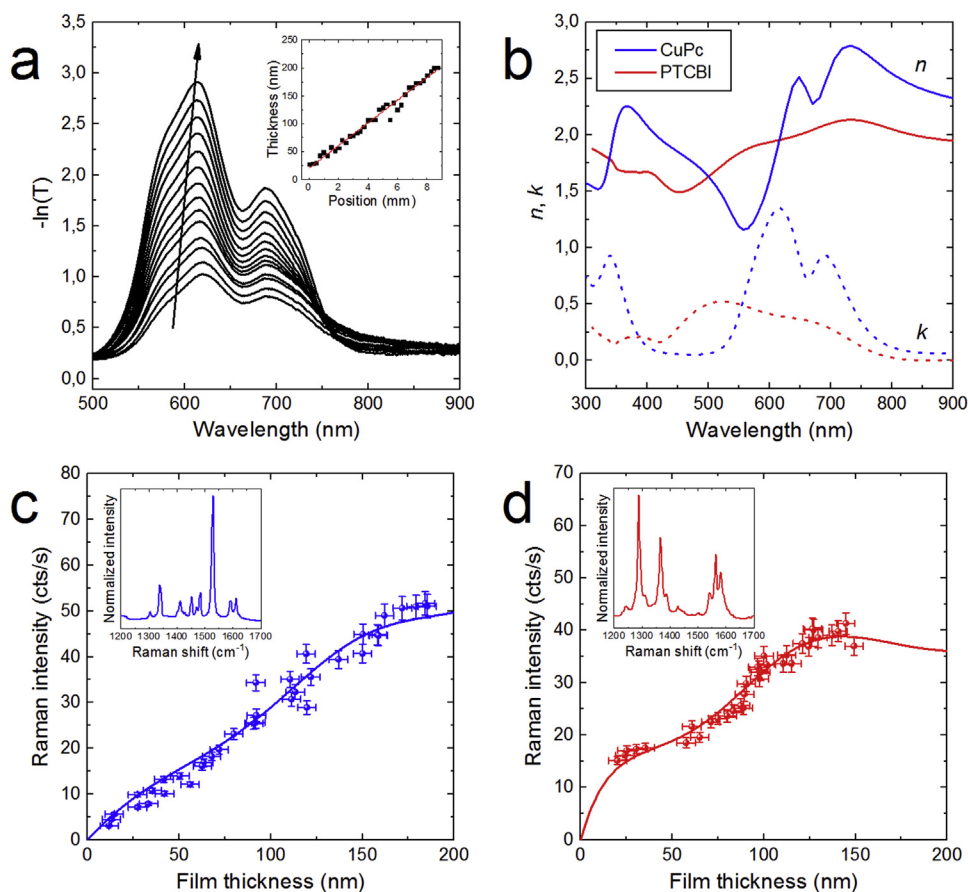 a
3,5
3,0
2,5
2,0
1,5
1,0
0,5
0,0
-ln(T)
500 600 700 800 900
Wavelength (nm)
250
200
150
100
50
0
Thickness (nm)
0 2 4 6 8
Position (mm)
b
CuPc
PTCBI
n
k
3,0
2,5
2,0
1,5
1,0
0,5
0,0
n, k
300 400 500 600 700 800 900
Wavelength (nm)
c
80
70
60
50
40
30
20
10
0
Raman intensity (cts/s)
0 50 100 150 200
Film thickness (nm)
Normalized intensity
1200 1300 1400 1500 1600 1700
Raman shift (cm⁻¹)
d
70
60
50
40
30
20
10
0
Raman intensity (cts/s)
0 50 100 150 200
Film thickness (nm)
Normalized intensity
1200 1300 1400 1500 1600 1700
Raman shift (cm⁻¹)